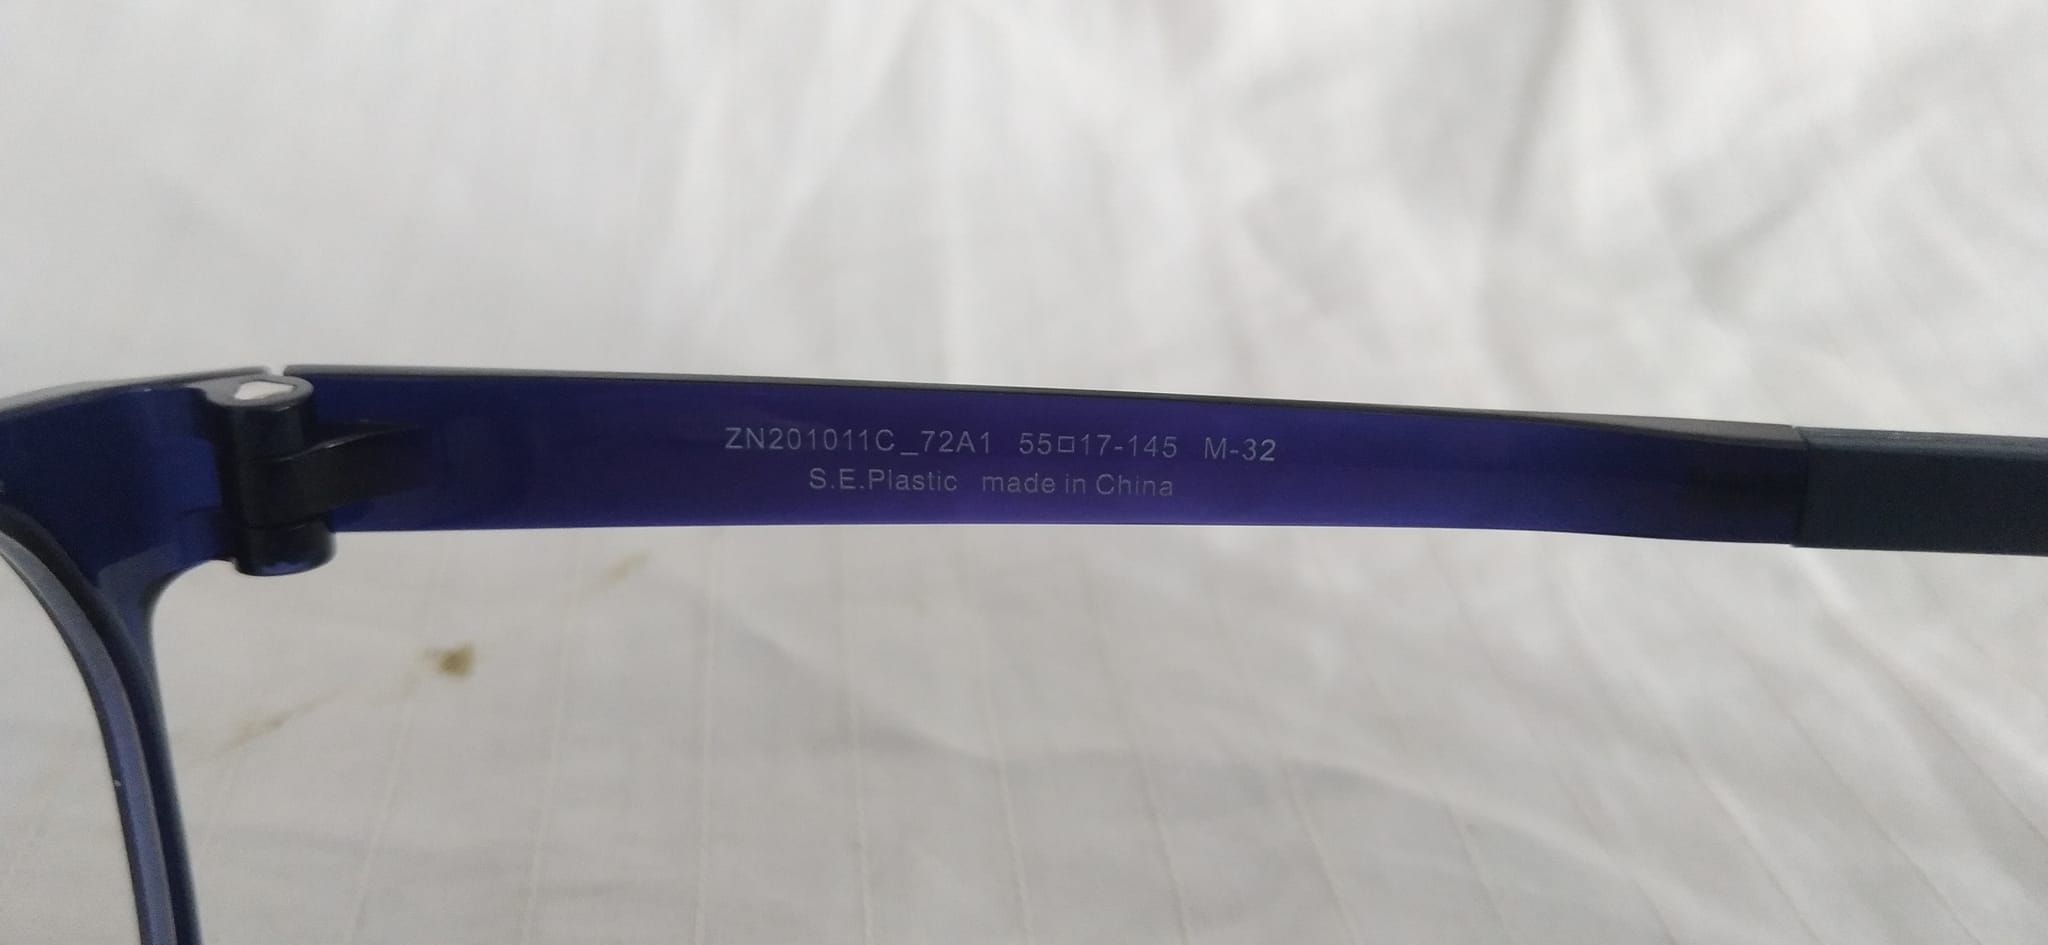 ZN201011C_72A1 55□17-145 M-32
S.E.Plastic made in China